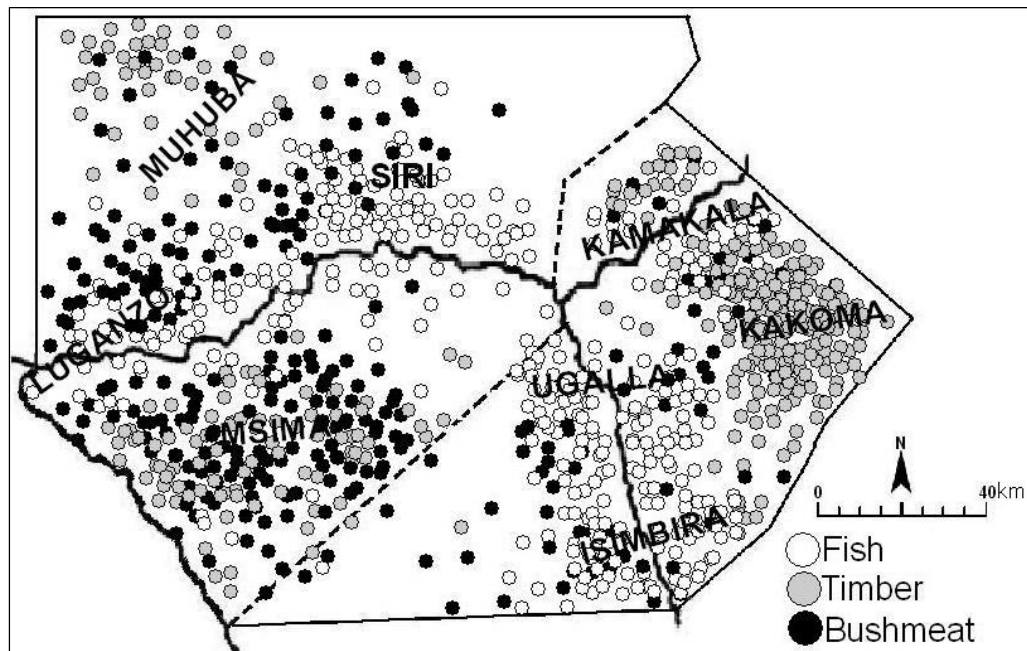 MUHUBA
SIRI
KAMAKALA
LUGANZO
KAKOMA
UGALLA
MSIMA
N
0 40km
ISIMBIRA
Fish
Timber
Bushmeat